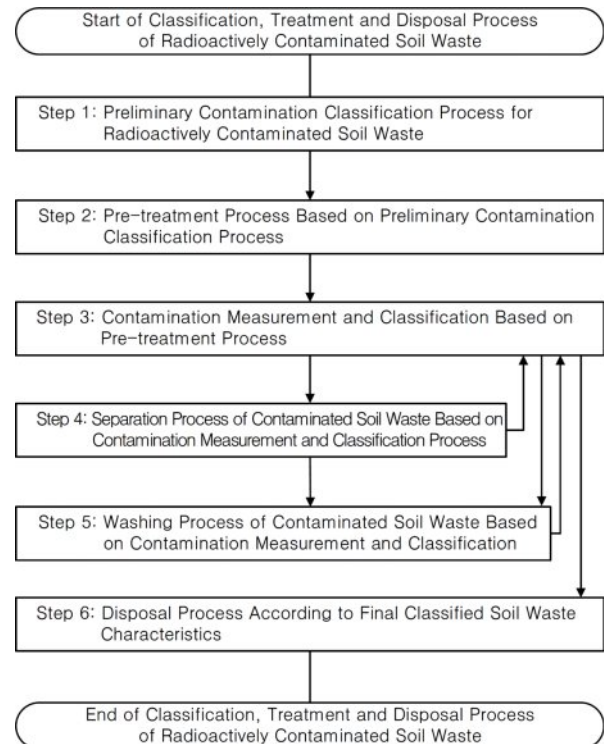 Start of Classification, Treatment and Disposal Process
of Radioactively Contaminated Soil Waste
Step 1: Preliminary Contamination Classification Process for
Radioactively Contaminated Soil Waste
Step 2: Pre-treatment Process Based on Preliminary Contamination
Classification Process
Step 3: Contamination Measurement and Classification Based on
Pre-treatment Process
Step 4: Separation Process of Contaminated Soil Waste Based on
Contamination Measurement and Classification Process
Step 5: Washing Process of Contaminated Soil Waste Based
on Contamination Measurement and Classification
Step 6: Disposal Process According to Final Classified Soil Waste
Characteristics
End of Classification, Treatment and Disposal Process
of Radioactively Contaminated Soil Waste